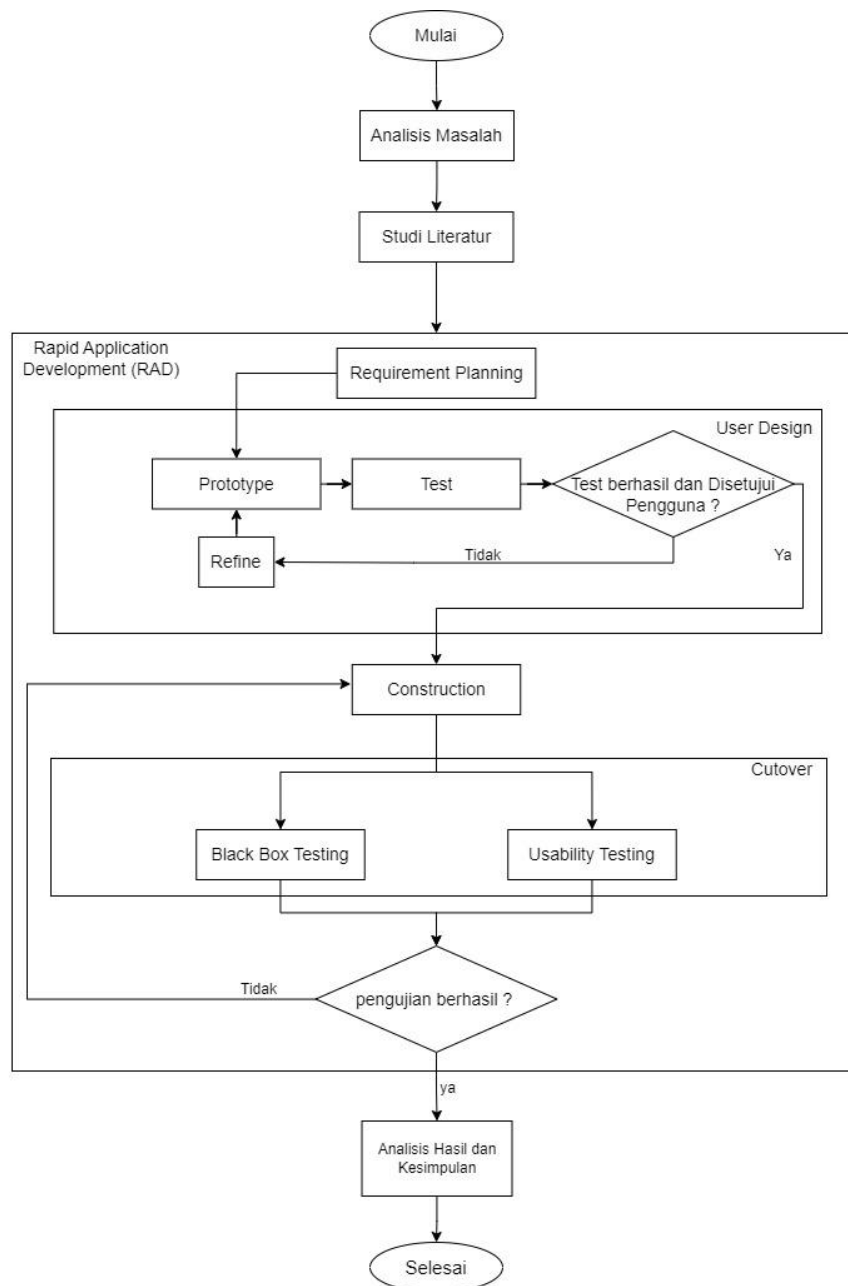 Mulai
Analisis Masalah
Studi Literatur
Rapid Application
Development (RAD)
Requirement Planning
User Design
Prototype
Test
Test berhasil dan Disetujui
Pengguna ?
Refine
Tidak
Ya
Construction
Cutover
Black Box Testing
Usability Testing
Tidak
pengujian berhasil ?
ya
Analisis Hasil dan
Kesimpulan
Selesai